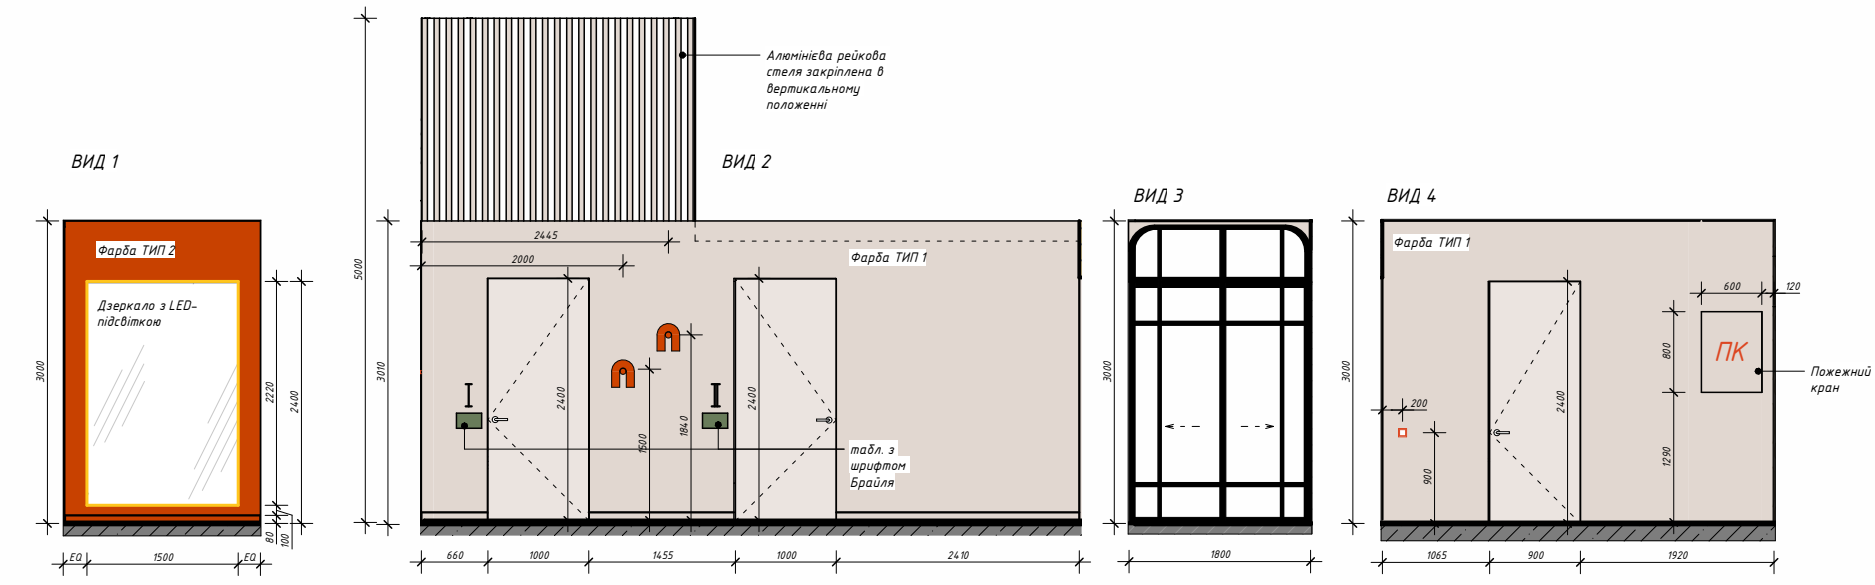 ВИД 1
Фарба ТИП 2
Дзеркало з LED-
підсвіткою
3000
2220
2400
80
100
EQ
1500
EQ
Алюмінієва рейкова
стеля закріплена в
вертикальному
положенні
ВИД 2
5000
3010
2445
2000
Фарба ТИП 1
2400
1500
1840
2400
I
II
табл. з
шрифтом
Брайля
660
1000
1455
1000
2410
ВИД 3
3000
1800
ВИД 4
Фарба ТИП 1
3000
200
900
2400
600
120
800
1290
ПК
Пожежний
кран
1065
900
1920